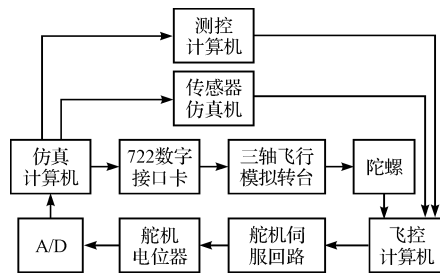 测控
计算机
传感器
仿真机
仿真
计算机
722数字
接口卡
三轴飞行
模拟转台
陀螺
A/D
舵机
电位器
舵机伺
服回路
飞控
计算机